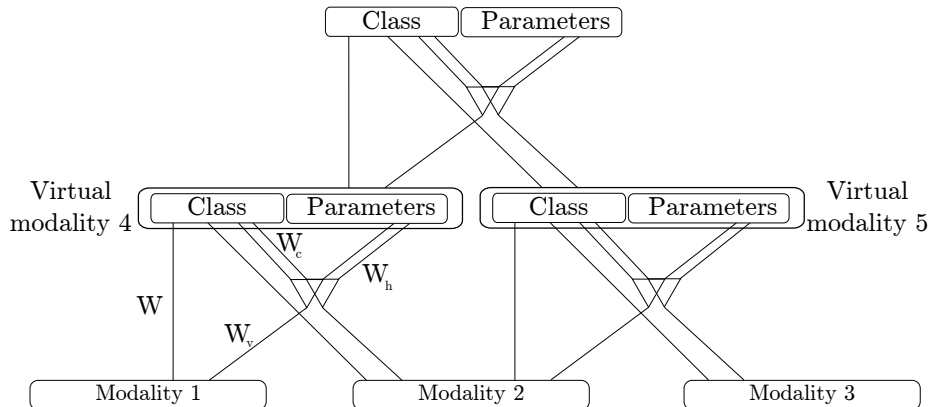 Class Parameters
Virtual
modality 4
Class Parameters
Class Parameters
Virtual
modality 5
W_c
W_h
W
W_v
Modality 1 Modality 2 Modality 3